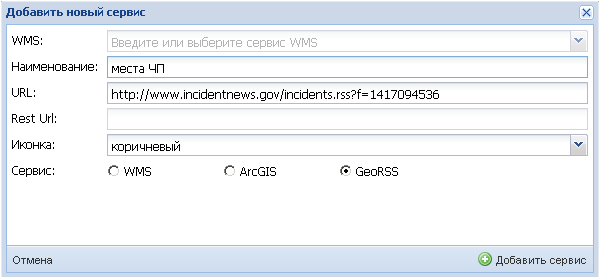 Добавить новый сервис
WMS: Введите или выберите сервис WMS
Наименование: места ЧП
URL: http://www.incidentnews.gov/incidents.rss?f=1417094536
Rest Url:
Иконка: коричневый
Сервис: WMS ArcGIS GeoRSS
Отмена Добавить сервис